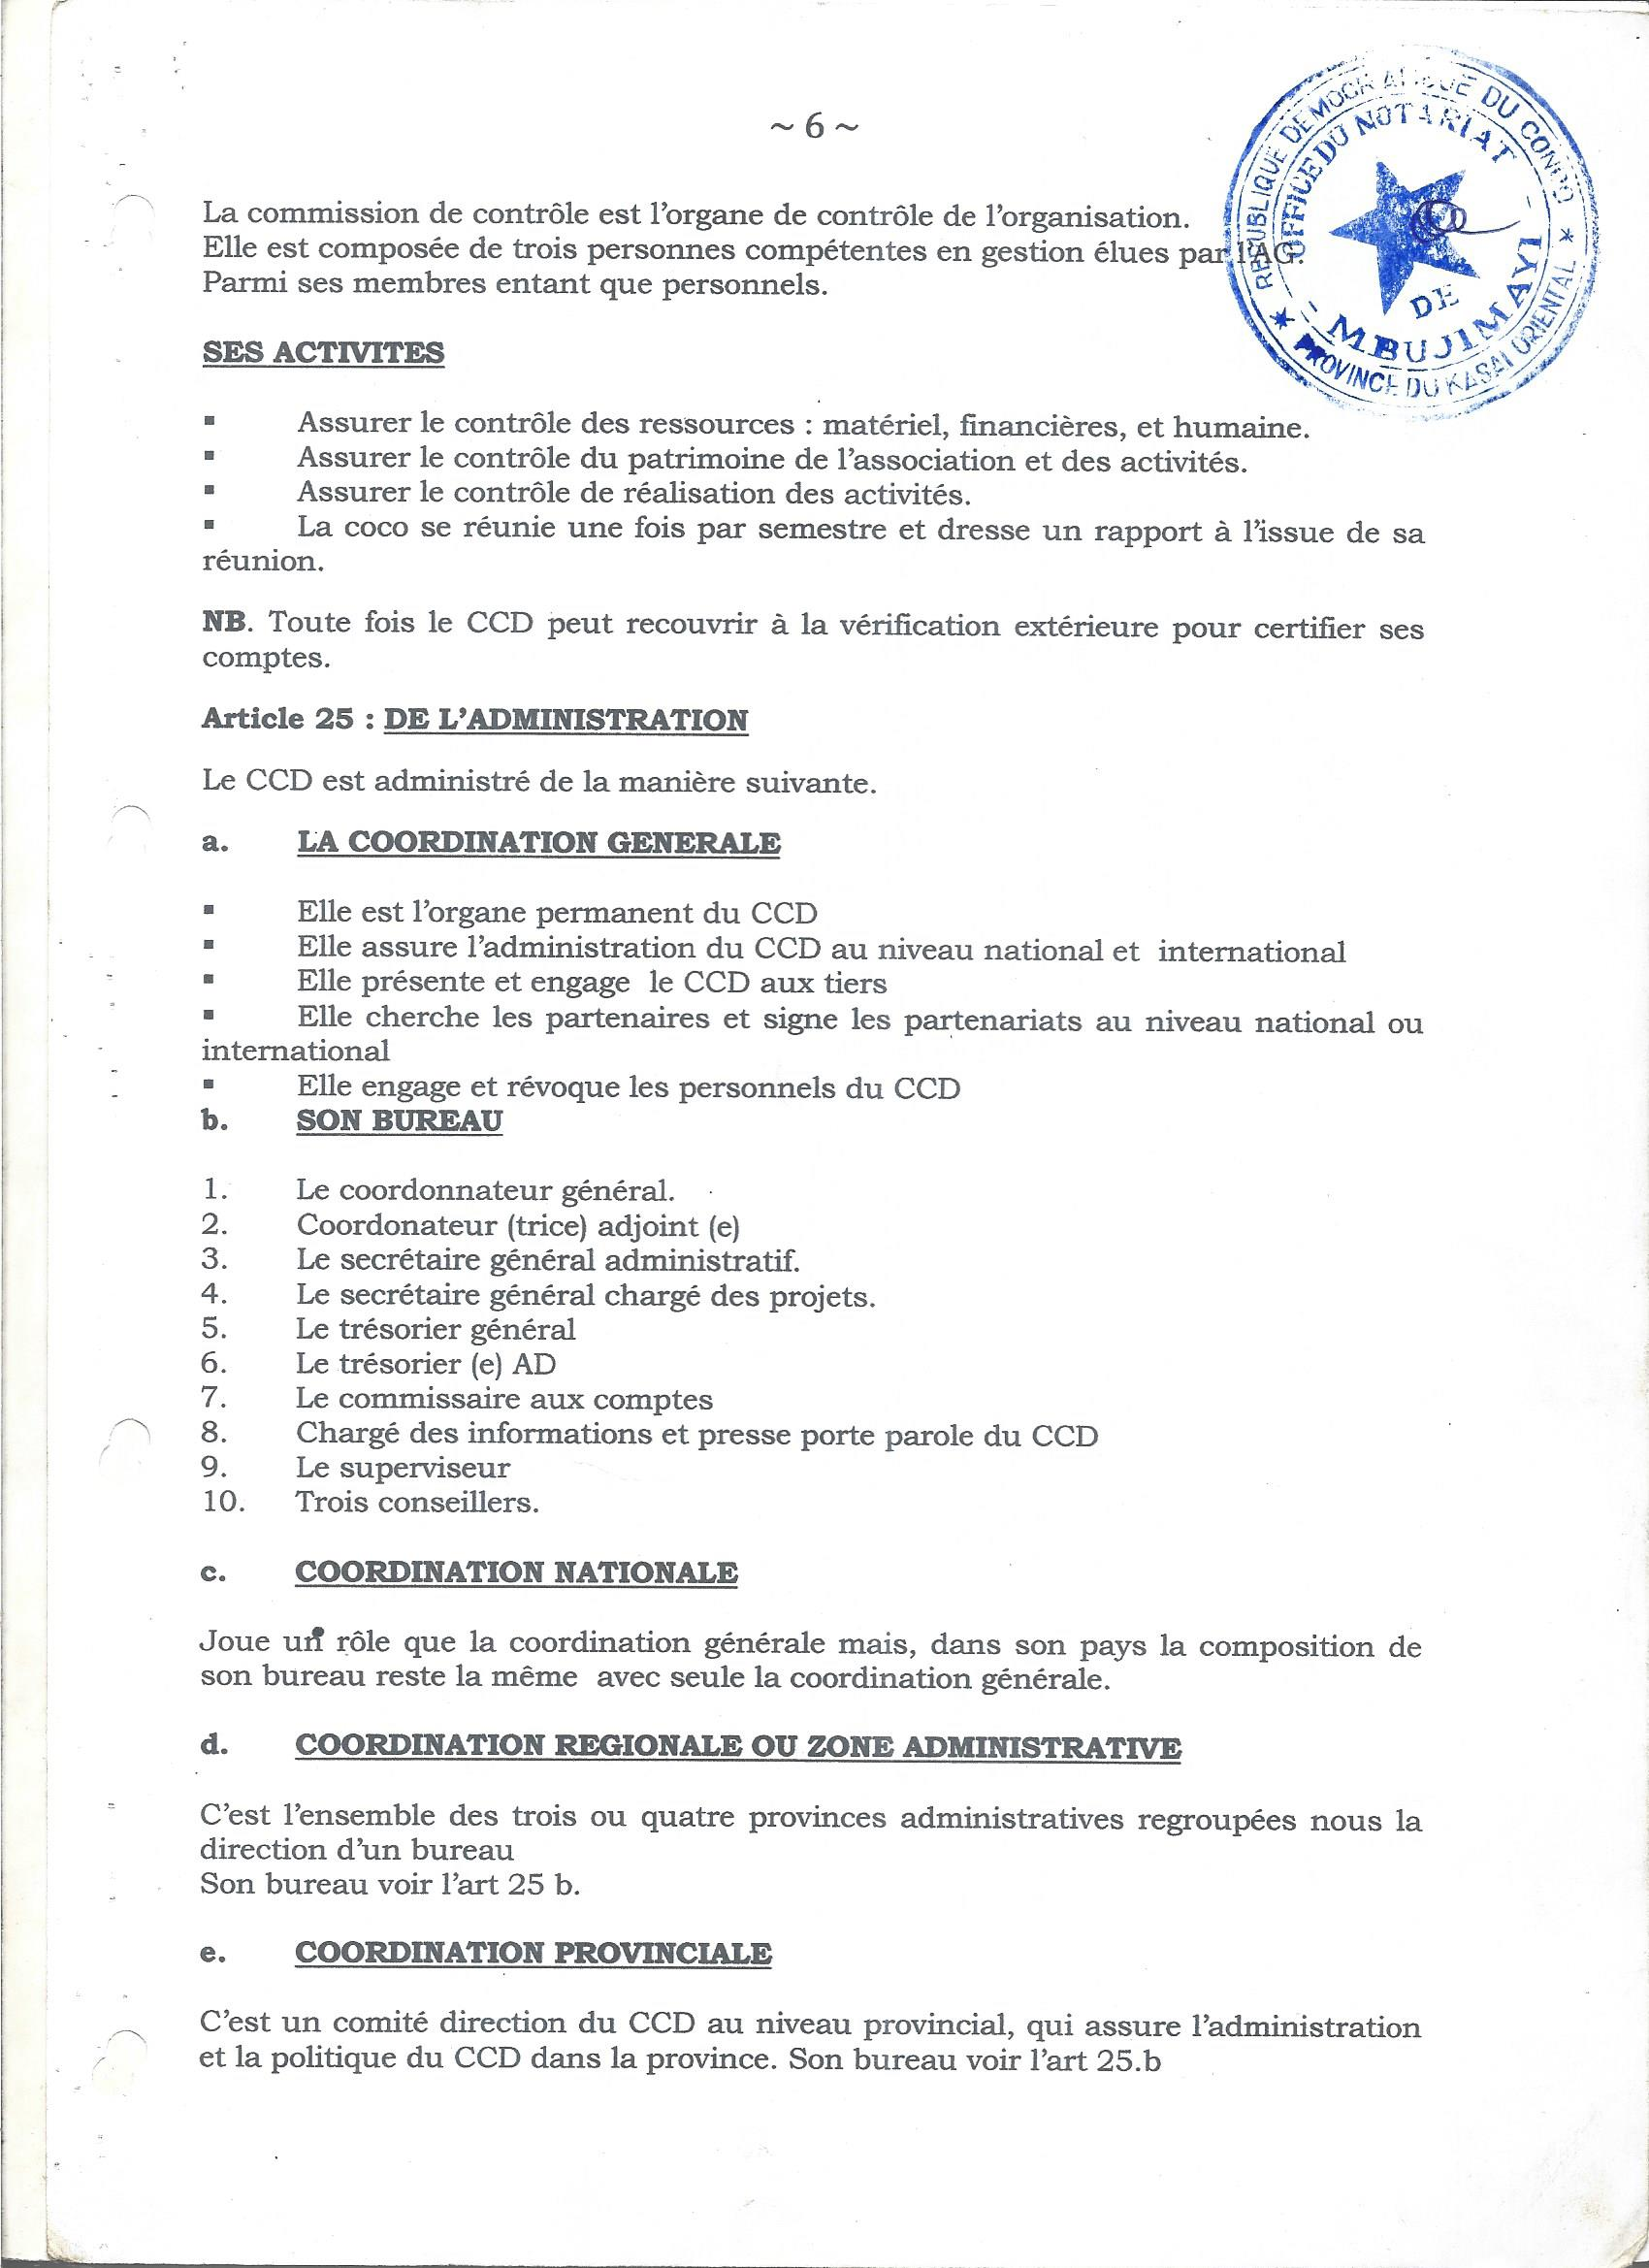 ~ 6 ~
REPUBLIQUE DEMOCRATIQUE DU CONGO
OFFICE DU NOTARIAT
DE
MBUJIMAYI
PROVINCE DU KASAI ORIENTAL
La commission de contrôle est l'organe de contrôle de l'organisation.
Elle est composée de trois personnes compétentes en gestion élues par l'AG.
Parmi ses membres entant que personnels.
SES ACTIVITES
▪ Assurer le contrôle des ressources : matériel, financières, et humaine.
▪ Assurer le contrôle du patrimoine de l'association et des activités.
▪ Assurer le contrôle de réalisation des activités.
▪ La coco se réunie une fois par semestre et dresse un rapport à l'issue de sa
réunion.
NB. Toute fois le CCD peut recouvrir à la vérification extérieure pour certifier ses
comptes.
Article 25 : DE L'ADMINISTRATION
Le CCD est administré de la manière suivante.
a. LA COORDINATION GENERALE
▪ Elle est l'organe permanent du CCD
▪ Elle assure l'administration du CCD au niveau national et international
▪ Elle présente et engage le CCD aux tiers
▪ Elle cherche les partenaires et signe les partenariats au niveau national ou
international
▪ Elle engage et révoque les personnels du CCD
b. SON BUREAU
1. Le coordonnateur général.
2. Coordonateur (trice) adjoint (e)
3. Le secrétaire général administratif.
4. Le secrétaire général chargé des projets.
5. Le trésorier général
6. Le trésorier (e) AD
7. Le commissaire aux comptes
8. Chargé des informations et presse porte parole du CCD
9. Le superviseur
10. Trois conseillers.
c. COORDINATION NATIONALE
Joue un rôle que la coordination générale mais, dans son pays la composition de
son bureau reste la même avec seule la coordination générale.
d. COORDINATION REGIONALE OU ZONE ADMINISTRATIVE
C'est l'ensemble des trois ou quatre provinces administratives regroupées nous la
direction d'un bureau
Son bureau voir l'art 25 b.
e. COORDINATION PROVINCIALE
C'est un comité direction du CCD au niveau provincial, qui assure l'administration
et la politique du CCD dans la province. Son bureau voir l'art 25.b